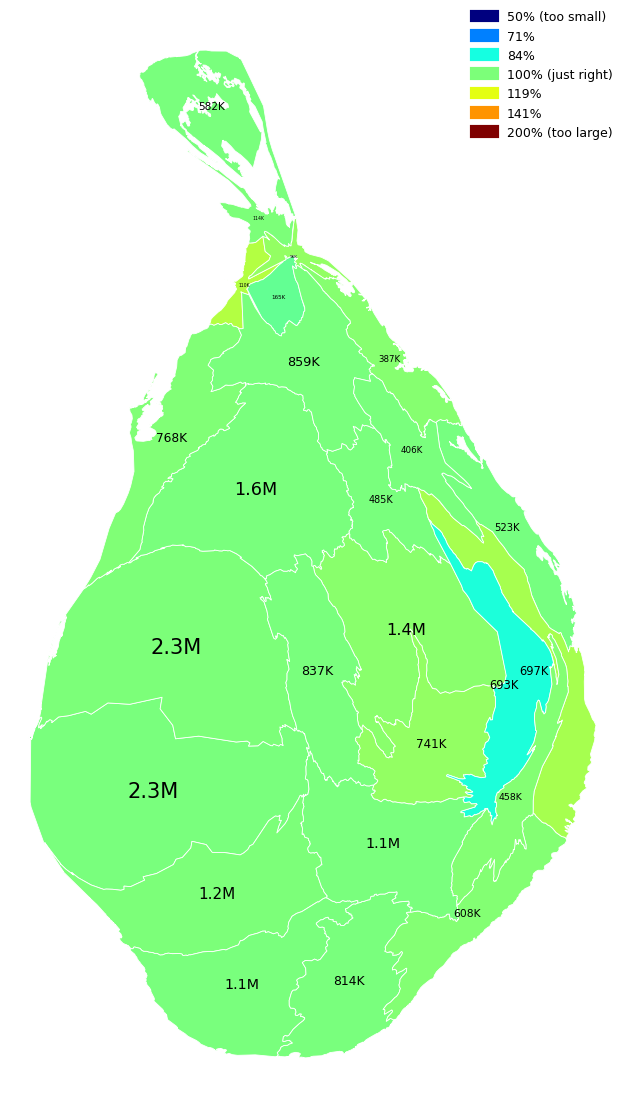 50% (too small)
71%
84%
100% (just right)
119%
141%
200% (too large)
582K
114K
110K
165K
859K
387K
768K
406K
1.6M
485K
523K
1.4M
2.3M
837K
697K
693K
741K
2.3M
458K
1.1M
1.2M
608K
1.1M
814K